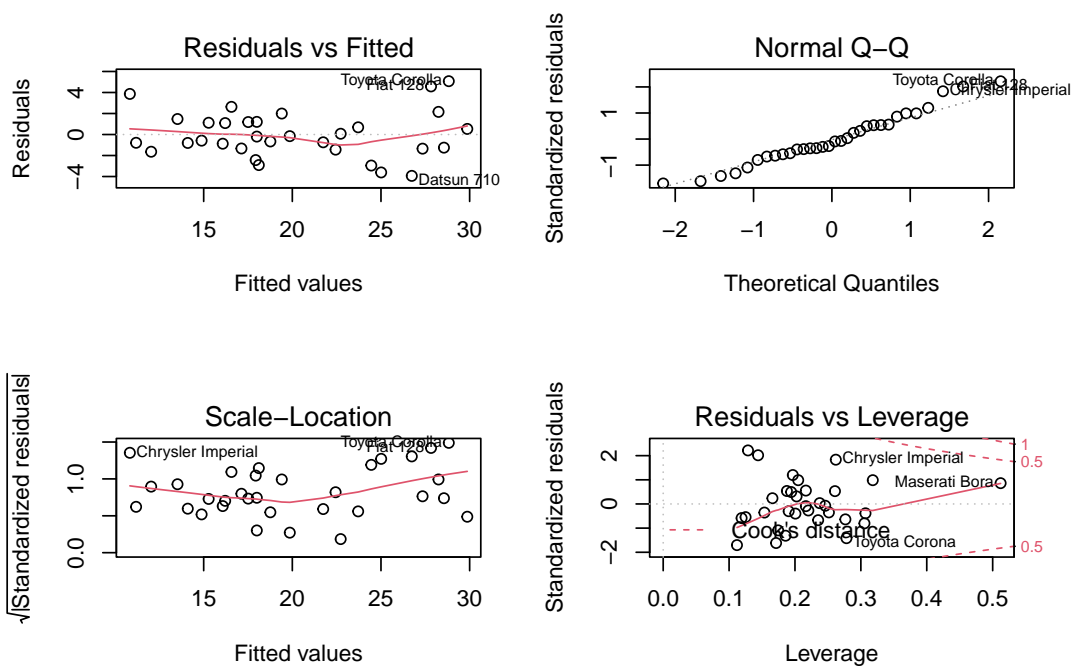 Residuals vs Fitted
Residuals
4
0
−4
Toyota Corolla
Fiat 128
Datsun 710
15 20 25 30
Fitted values
Normal Q−Q
Standardized residuals
1
−1
Toyota Corolla
Fiat 128
Chrysler Imperial
−2 −1 0 1 2
Theoretical Quantiles
Scale−Location
√|Standardized residuals|
1.0
0.0
Chrysler Imperial
Toyota Corolla
Fiat 128
15 20 25 30
Fitted values
Residuals vs Leverage
Standardized residuals
2
0
−2
1
0.5
0.5
Chrysler Imperial
Maserati Bora
Cook's distance
Toyota Corona
0.0 0.1 0.2 0.3 0.4 0.5
Leverage